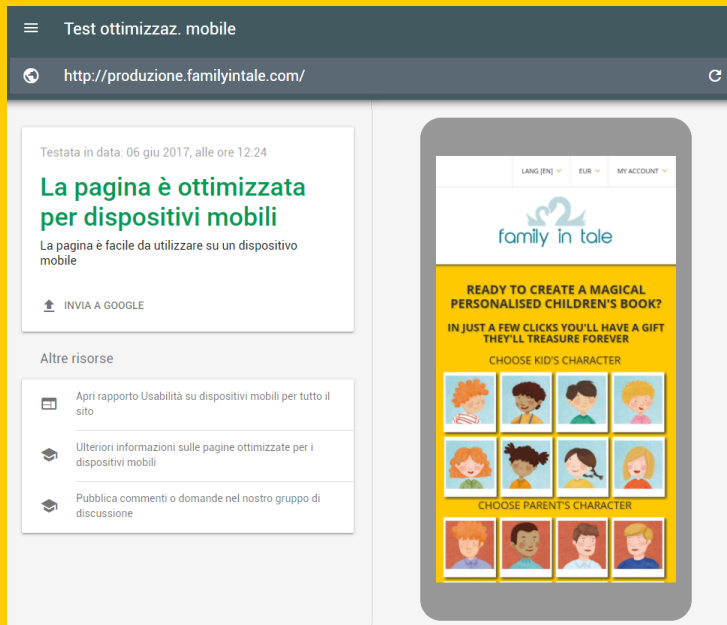 Test ottimizzaz. mobile
http://produzione.familyintale.com/
Testata in data: 06 giu 2017, alle ore 12:24
La pagina è ottimizzata
per dispositivi mobili
La pagina è facile da utilizzare su un dispositivo
mobile
INVIA A GOOGLE
Altre risorse
Apri rapporto Usabilità su dispositivi mobili per tutto il
sito
Ulteriori informazioni sulle pagine ottimizzate per i
dispositivi mobili
Pubblica commenti o domande nel nostro gruppo di
discussione
LANG [EN] EUR MY ACCOUNT
family in tale
READY TO CREATE A MAGICAL
PERSONALISED CHILDREN'S BOOK?
IN JUST A FEW CLICKS YOU'LL HAVE A GIFT
THEY'LL TREASURE FOREVER
CHOOSE KID'S CHARACTER
CHOOSE PARENT'S CHARACTER